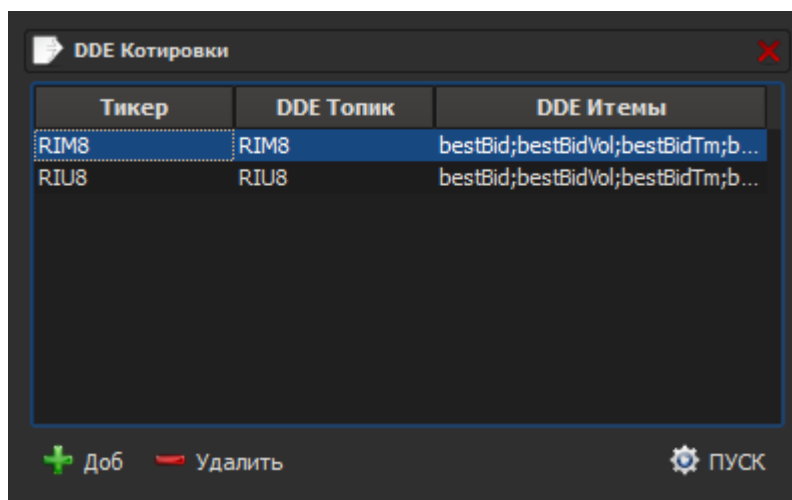 DDE Котировки
Тикер DDE Топик DDE Итемы
RIM8 RIM8 bestBid;bestBidVol;bestBidTm;b...
RIU8 RIU8 bestBid;bestBidVol;bestBidTm;b...
Доб Удалить ПУСК